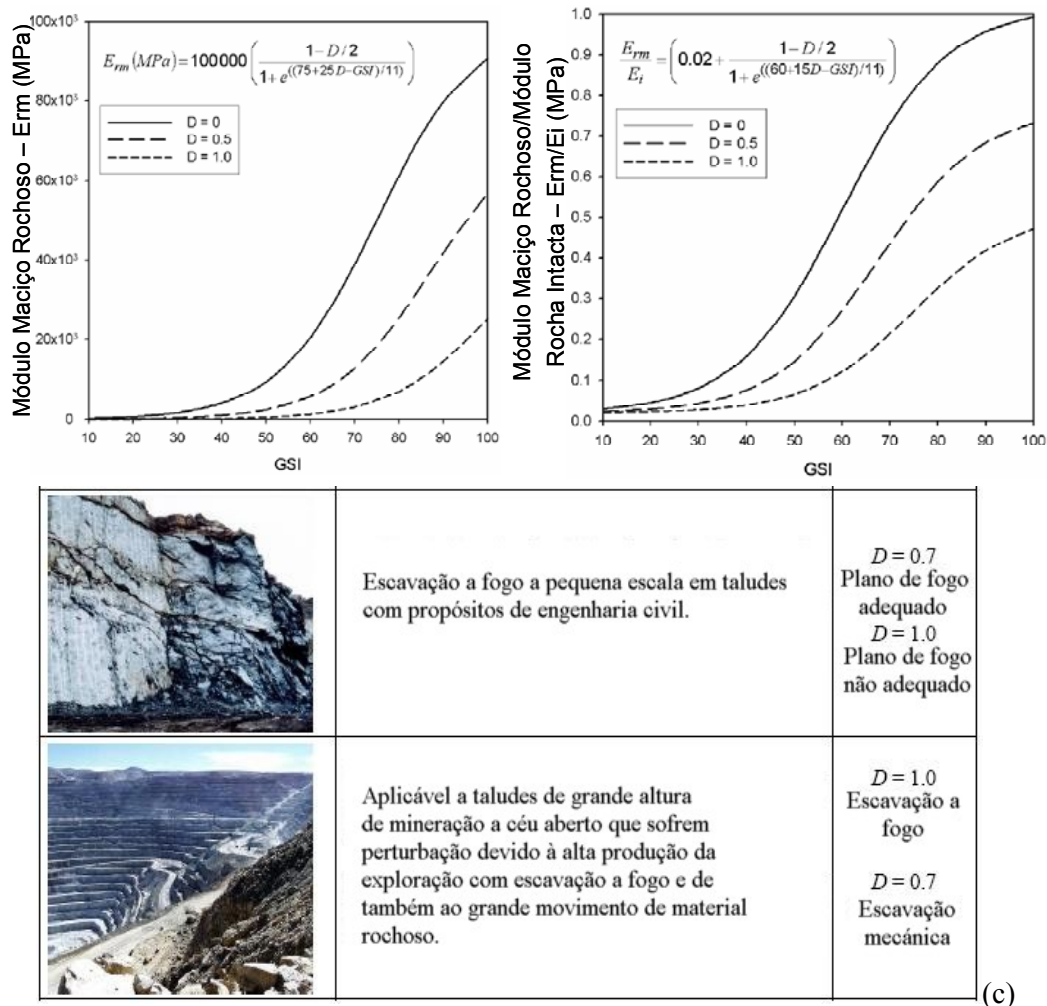 Módulo Maciço Rochoso – Erm (MPa)
100x10³
80x10³
60x10³
40x10³
20x10³
0
E_rm (MPa) = 100000 ( (1−D/2) / (1+e^((75+25D−GSI)/11)) )
D = 0
D = 0.5
D = 1.0
10 20 30 40 50 60 70 80 90 100
GSI
Módulo Maciço Rochoso/Módulo
Rocha Intacta – Erm/Ei (MPa)
1.0
0.9
0.8
0.7
0.6
0.5
0.4
0.3
0.2
0.1
0.0
E_rm / E_i = ( 0.02 + (1−D/2) / (1+e^((60+15D−GSI)/11)) )
D = 0
D = 0.5
D = 1.0
10 20 30 40 50 60 70 80 90 100
GSI
Escavação a fogo a pequena escala em taludes
com propósitos de engenharia civil.
D = 0.7
Plano de fogo
adequado
D = 1.0
Plano de fogo
não adequado
Aplicável a taludes de grande altura
de mineração a céu aberto que sofrem
perturbação devido à alta produção da
exploração com escavação a fogo e de
também ao grande movimento de material
rochoso.
D = 1.0
Escavação a
fogo
D = 0.7
Escavação
mecánica
(c)